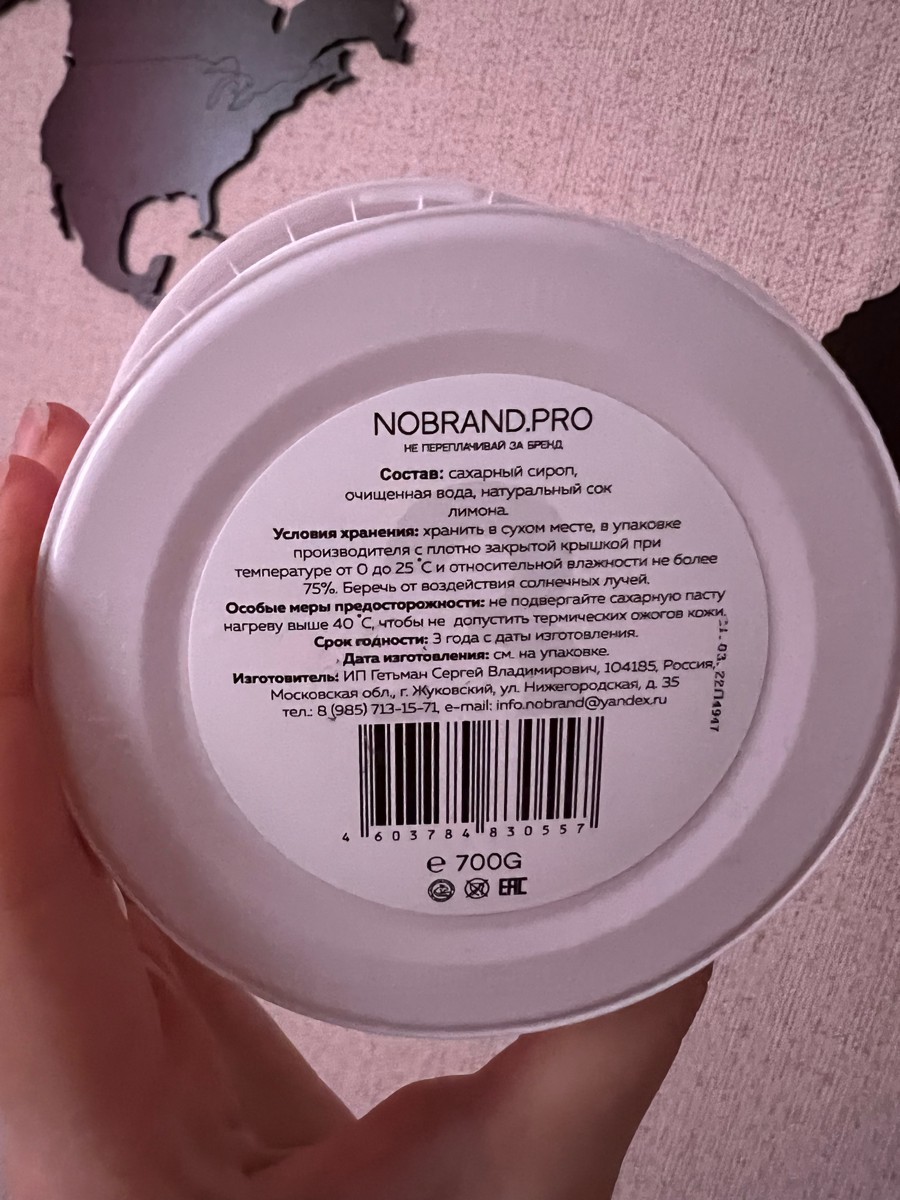 NOBRAND.PRO
НЕ ПЕРЕПЛАЧИВАЙ ЗА БРЕНД
Состав: сахарный сироп,
очищенная вода, натуральный сок
лимона.
Условия хранения: хранить в сухом месте, в упаковке
производителя с плотно закрытой крышкой при
температуре от 0 до 25 ˚С и относительной влажности не более
75%. Беречь от воздействия солнечных лучей.
Особые меры предосторожности: не подвергайте сахарную пасту
нагреву выше 40 ˚С, чтобы не допустить термических ожогов кожи.
Срок годности: 3 года с даты изготовления.
Дата изготовления: см. на упаковке.
Изготовитель: ИП Гетьман Сергей Владимирович, 104185, Россия,
Московская обл., г. Жуковский, ул. Нижегородская, д. 35
тел.: 8 (985) 713-15-71, e-mail: info.nobrand@yandex.ru
4 603784 830557
℮ 700G
EAC
03.22П4947